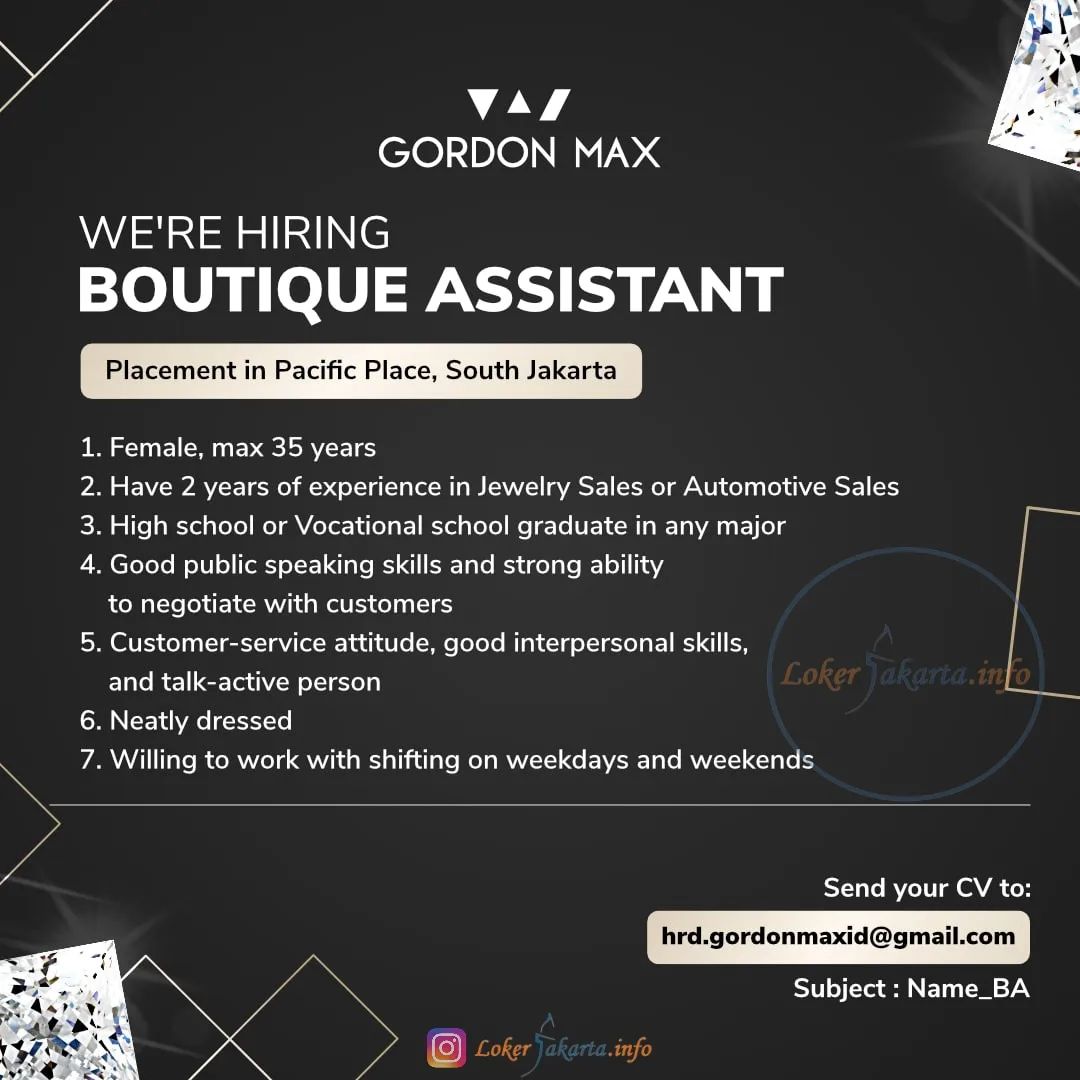 GORDON MAX
WE'RE HIRING
BOUTIQUE ASSISTANT
Placement in Pacific Place, South Jakarta
1. Female, max 35 years
2. Have 2 years of experience in Jewelry Sales or Automotive Sales
3. High school or Vocational school graduate in any major
4. Good public speaking skills and strong ability
to negotiate with customers
5. Customer-service attitude, good interpersonal skills,
and talk-active person
6. Neatly dressed
7. Willing to work with shifting on weekdays and weekends
Loker Jakarta.info
Send your CV to:
hrd.gordonmaxid@gmail.com
Subject : Name_BA
Loker Jakarta.info